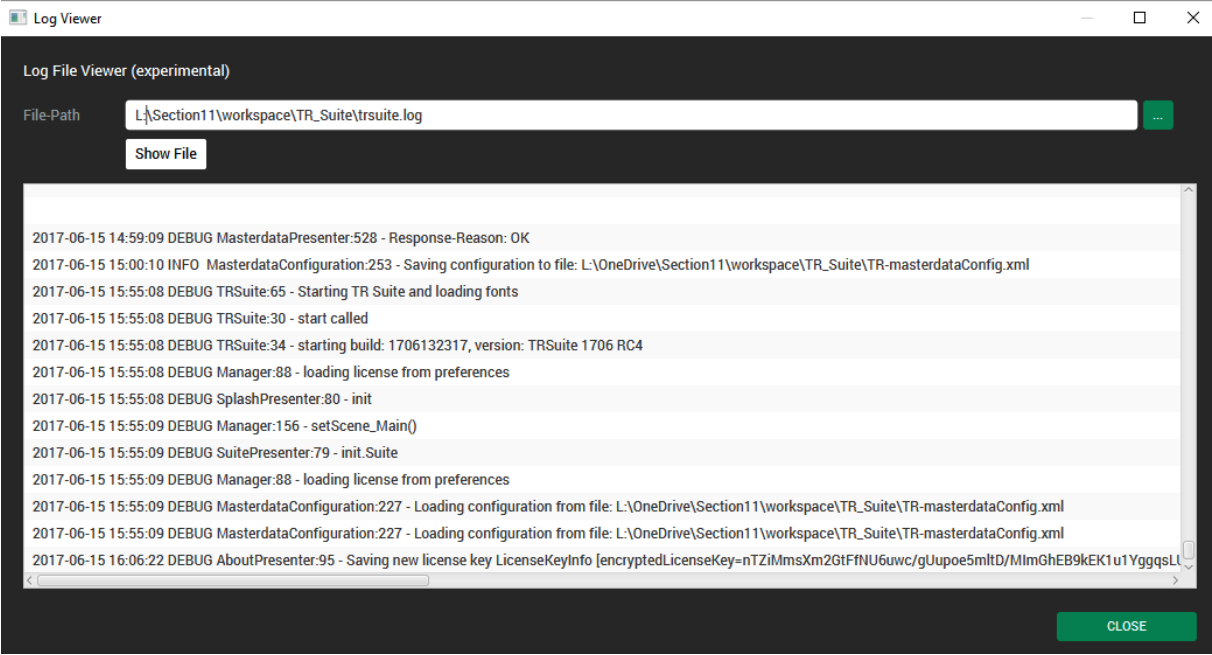 Log Viewer
Log File Viewer (experimental)
File-Path
L:\Section11\workspace\TR_Suite\trsuite.log
...
Show File
2017-06-15 14:59:09 DEBUG MasterdataPresenter:528 - Response-Reason: OK
2017-06-15 15:00:10 INFO  MasterdataConfiguration:253 - Saving configuration to file: L:\OneDrive\Section11\workspace\TR_Suite\TR-masterdataConfig.xml
2017-06-15 15:55:08 DEBUG TRSuite:65 - Starting TR Suite and loading fonts
2017-06-15 15:55:08 DEBUG TRSuite:30 - start called
2017-06-15 15:55:08 DEBUG TRSuite:34 - starting build: 1706132317, version: TRSuite 1706 RC4
2017-06-15 15:55:08 DEBUG Manager:88 - loading license from preferences
2017-06-15 15:55:08 DEBUG SplashPresenter:80 - init
2017-06-15 15:55:09 DEBUG Manager:156 - setScene_Main()
2017-06-15 15:55:09 DEBUG SuitePresenter:79 - init.Suite
2017-06-15 15:55:09 DEBUG Manager:88 - loading license from preferences
2017-06-15 15:55:09 DEBUG MasterdataConfiguration:227 - Loading configuration from file: L:\OneDrive\Section11\workspace\TR_Suite\TR-masterdataConfig.xml
2017-06-15 15:55:09 DEBUG MasterdataConfiguration:227 - Loading configuration from file: L:\OneDrive\Section11\workspace\TR_Suite\TR-masterdataConfig.xml
2017-06-15 16:06:22 DEBUG AboutPresenter:95 - Saving new license key LicenseKeyInfo
CLOSE